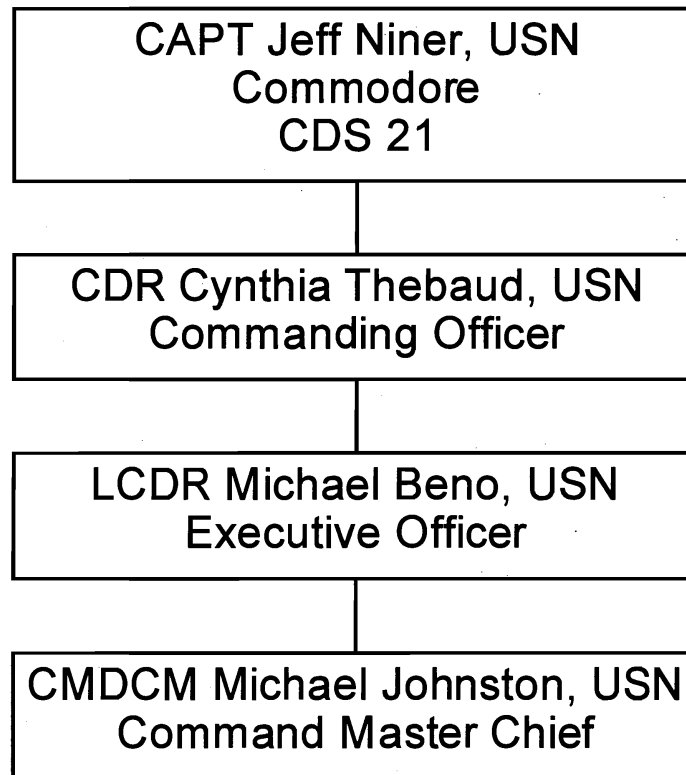 CAPT Jeff Niner, USN
Commodore
CDS 21
CDR Cynthia Thebaud, USN
Commanding Officer
LCDR Michael Beno, USN
Executive Officer
CMDCM Michael Johnston, USN
Command Master Chief